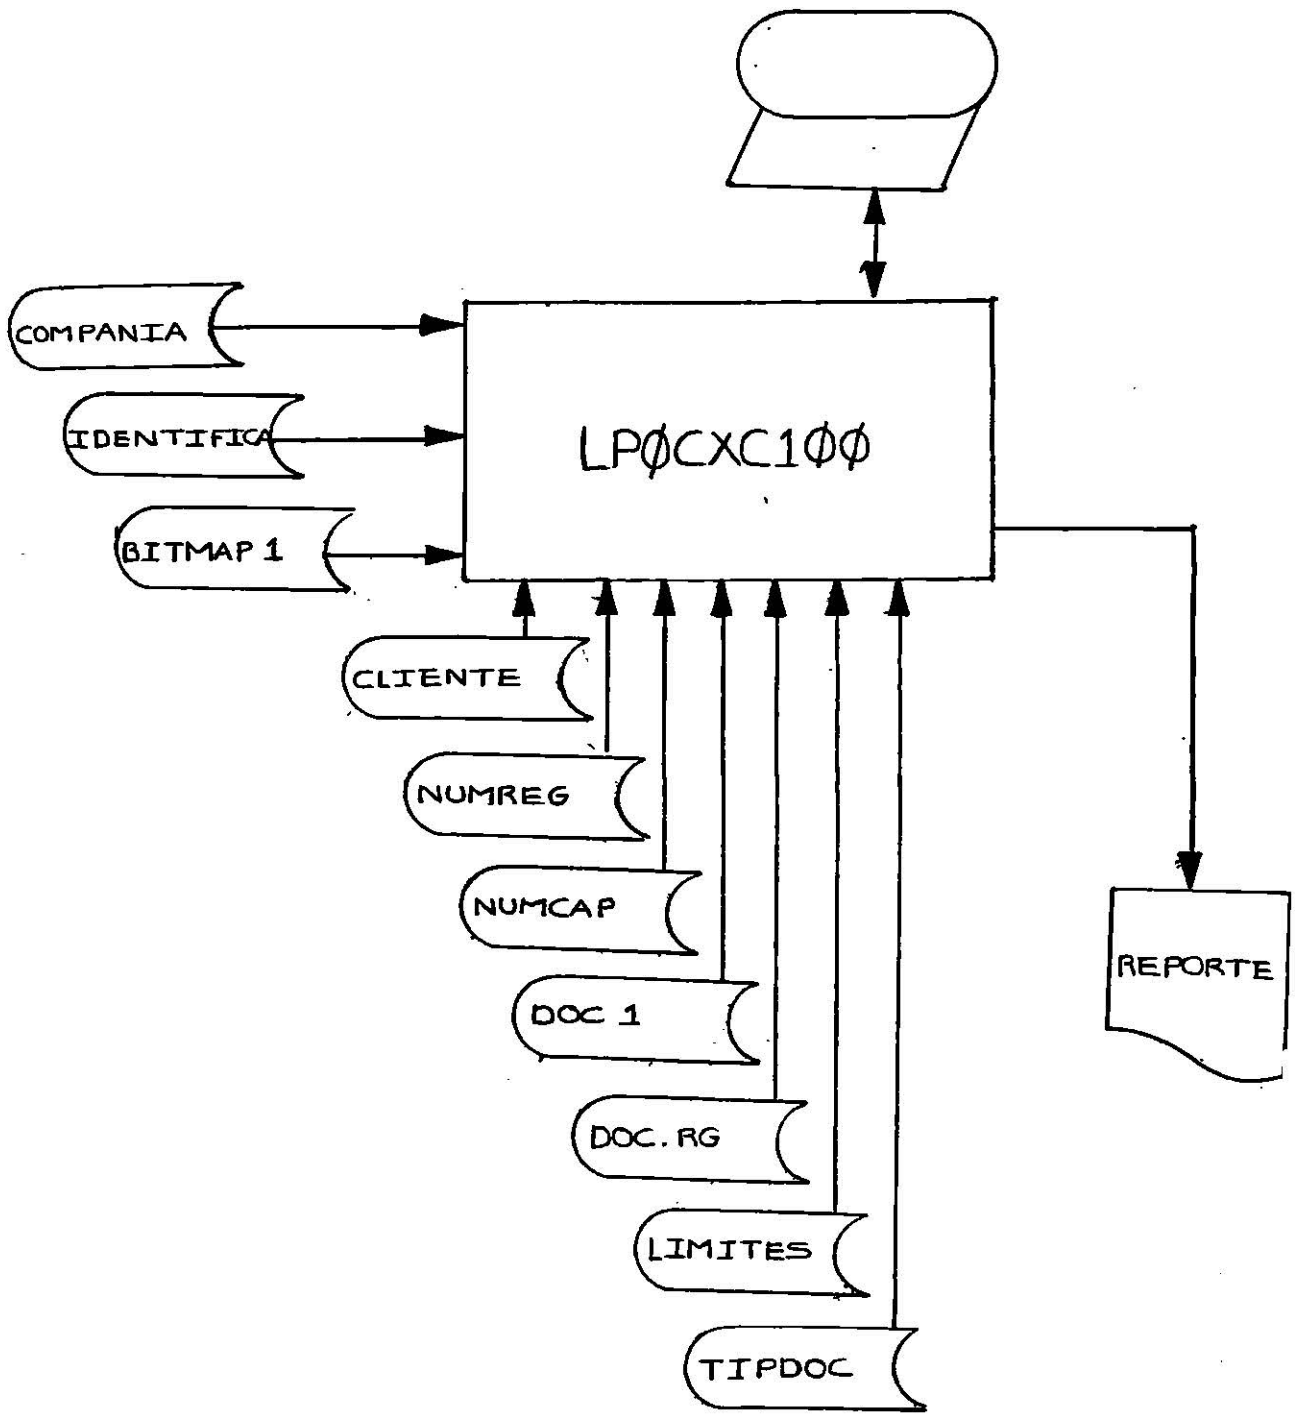 COMPANIA
IDENTIFICA
LPØCXC1ØØ
BITMAP 1
CLIENTE
NUMREG
NUMCAP
REPORTE
DOC 1
DOC.RG
LIMITES
TIPDOC